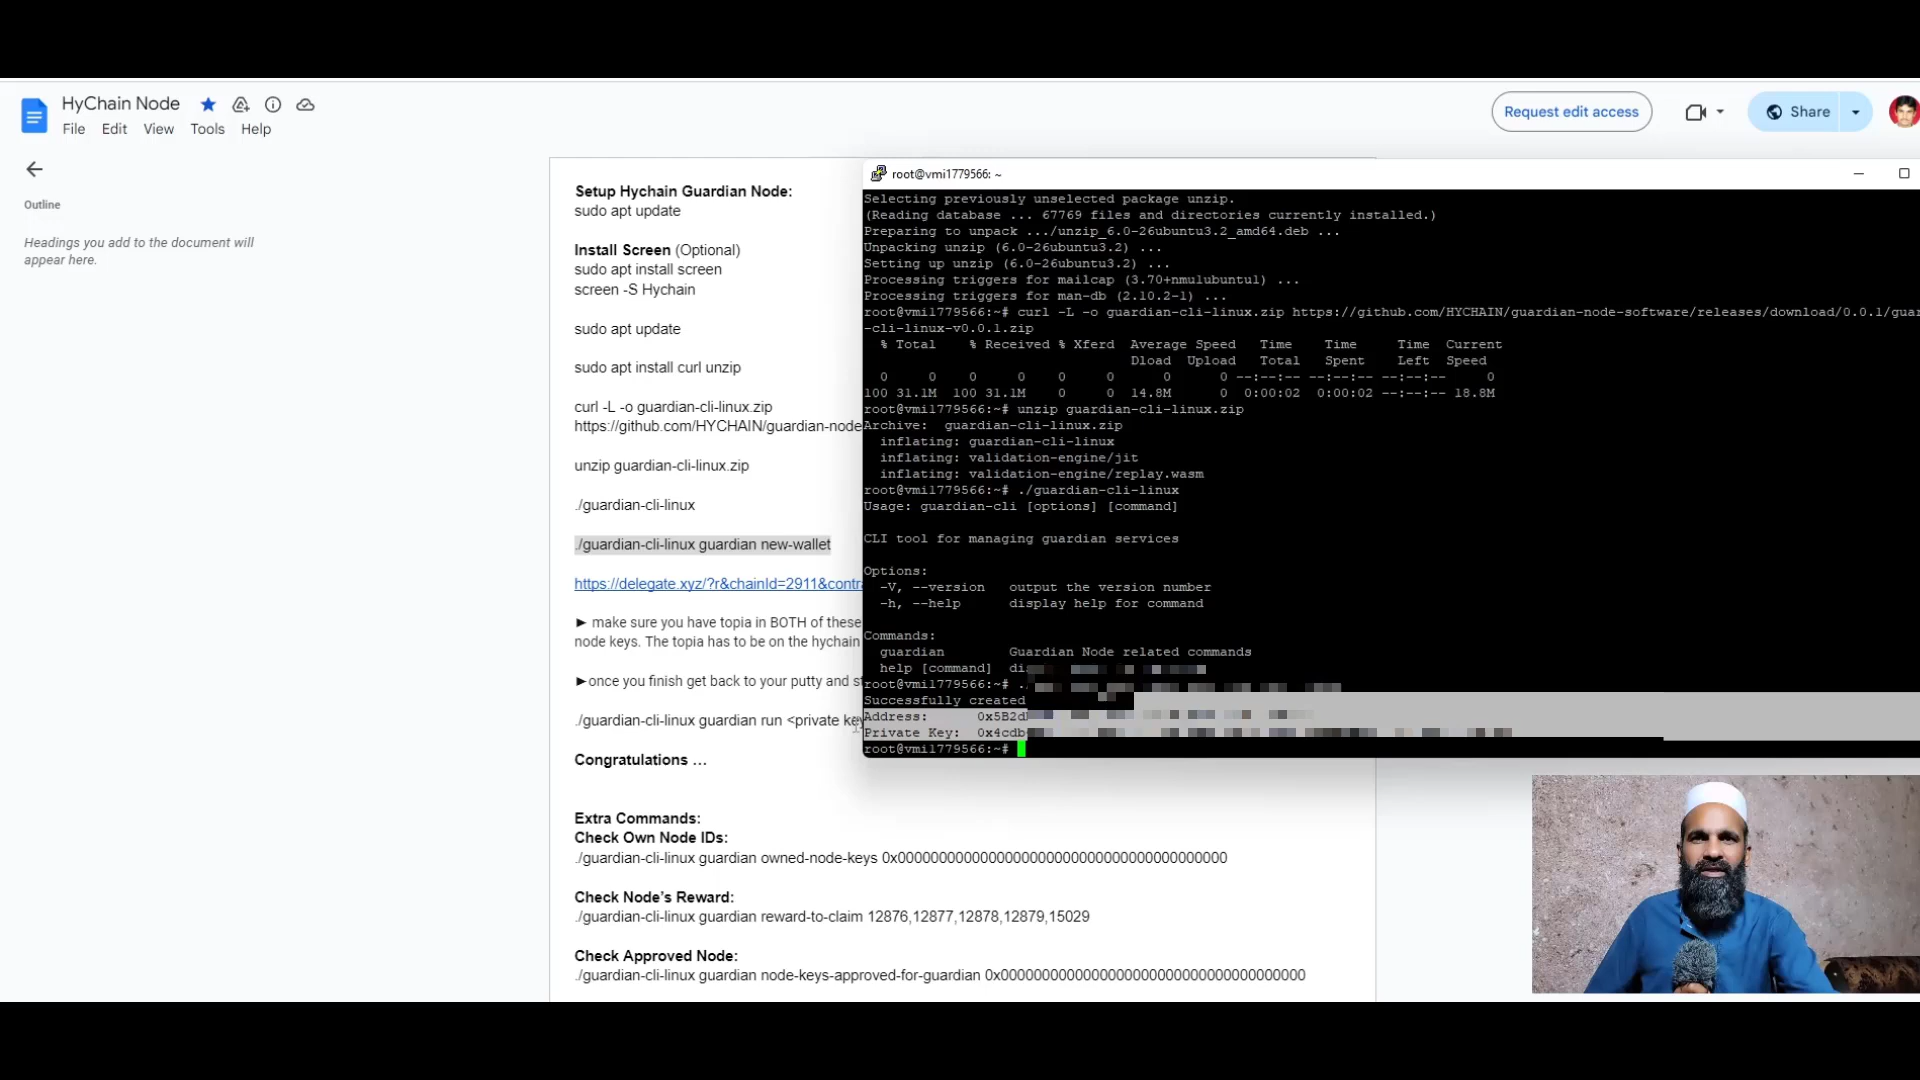 HyChain Node
File Edit View Tools Help
Request edit access
Share
Outline
Headings you add to the document will
appear here.
Setup Hychain Guardian Node:
sudo apt update
Install Screen (Optional)
sudo apt install screen
screen -S Hychain
sudo apt update
sudo apt install curl unzip
curl -L -o guardian-cli-linux.zip
https://github.com/HYCHAIN/guardian-node
unzip guardian-cli-linux.zip
./guardian-cli-linux
./guardian-cli-linux guardian new-wallet
https://delegate.xyz/?r&chainId=2911&contra
► make sure you have topia in BOTH of these
node keys. The topia has to be on the hychain
►once you finish get back to your putty and st
./guardian-cli-linux guardian run <private key
Congratulations ...
Extra Commands:
Check Own Node IDs:
./guardian-cli-linux guardian owned-node-keys 0x0000000000000000000000000000000000000000
Check Node's Reward:
./guardian-cli-linux guardian reward-to-claim 12876,12877,12878,12879,15029
Check Approved Node:
./guardian-cli-linux guardian node-keys-approved-for-guardian 0x0000000000000000000000000000000000000000
root@vmi1779566: ~
Selecting previously unselected package unzip.
(Reading database ... 67769 files and directories currently installed.)
Preparing to unpack .../unzip_6.0-26ubuntu3.2_amd64.deb ...
Unpacking unzip (6.0-26ubuntu3.2) ...
Setting up unzip (6.0-26ubuntu3.2) ...
Processing triggers for mailcap (3.70+nmu1ubuntu1) ...
Processing triggers for man-db (2.10.2-1) ...
root@vmi1779566:~# curl -L -o guardian-cli-linux.zip https://github.com/HYCHAIN/guardian-node-software/releases/download/0.0.1/guar
-cli-linux-v0.0.1.zip
% Total % Received % Xferd Average Speed Time Time Time Current
Dload Upload Total Spent Left Speed
0 0 0 0 0 0 0 0 --:--:-- --:--:-- --:--:-- 0
100 31.1M 100 31.1M 0 0 14.8M 0 0:00:02 0:00:02 --:--:-- 18.8M
root@vmi1779566:~# unzip guardian-cli-linux.zip
Archive: guardian-cli-linux.zip
inflating: guardian-cli-linux
inflating: validation-engine/jit
inflating: validation-engine/replay.wasm
root@vmi1779566:~# ./guardian-cli-linux
Usage: guardian-cli [options] [command]
CLI tool for managing guardian services
Options:
-V, --version output the version number
-h, --help display help for command
Commands:
guardian Guardian Node related commands
help [command] di
root@vmi1779566:~# ./
Successfully created
Address: 0x5B2d
Private Key: 0x4cdb
root@vmi1779566:~#